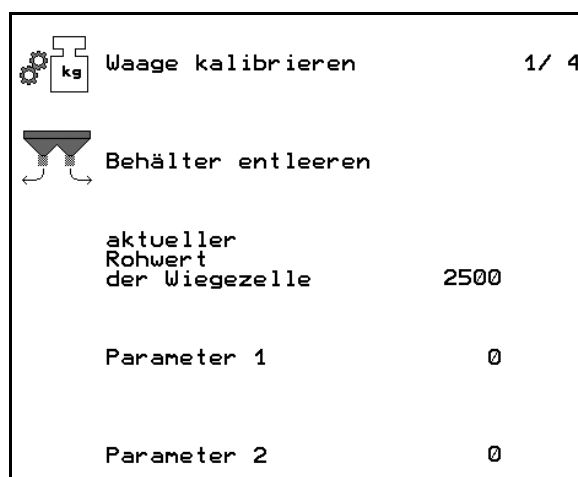 kg
Waage kalibrieren 1/ 4
Behälter entleeren
aktueller
Rohwert
der Wiegezelle 2500
Parameter 1 0
Parameter 2 0